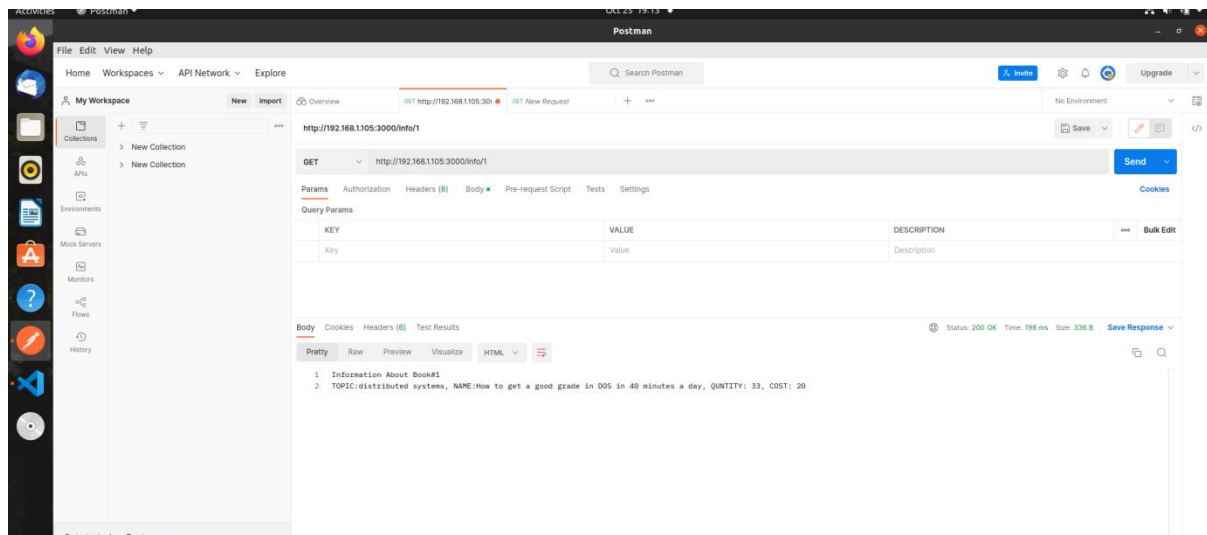 Activities Postman Oct 25 19:13
Postman
File Edit View Help
Home Workspaces API Network Explore Search Postman Invite Upgrade
My Workspace New Import Overview GET http://192.168.1.105:30 GET New Request No Environment
Collections
New Collection
New Collection
APIs
Environments
Mock Servers
Monitors
Flows
History
http://192.168.1.105:3000/info/1 Save
GET http://192.168.1.105:3000/info/1 Send
Params Authorization Headers (8) Body Pre-request Script Tests Settings Cookies
Query Params
KEY VALUE DESCRIPTION Bulk Edit
Key Value Description
Body Cookies Headers (6) Test Results Status: 200 OK Time: 198 ms Size: 336 B Save Response
Pretty Raw Preview Visualize HTML
1 Information About Book#1
2 TOPIC:distributed systems, NAME:How to get a good grade in DOS in 40 minutes a day, QUNTITY: 33, COST: 20